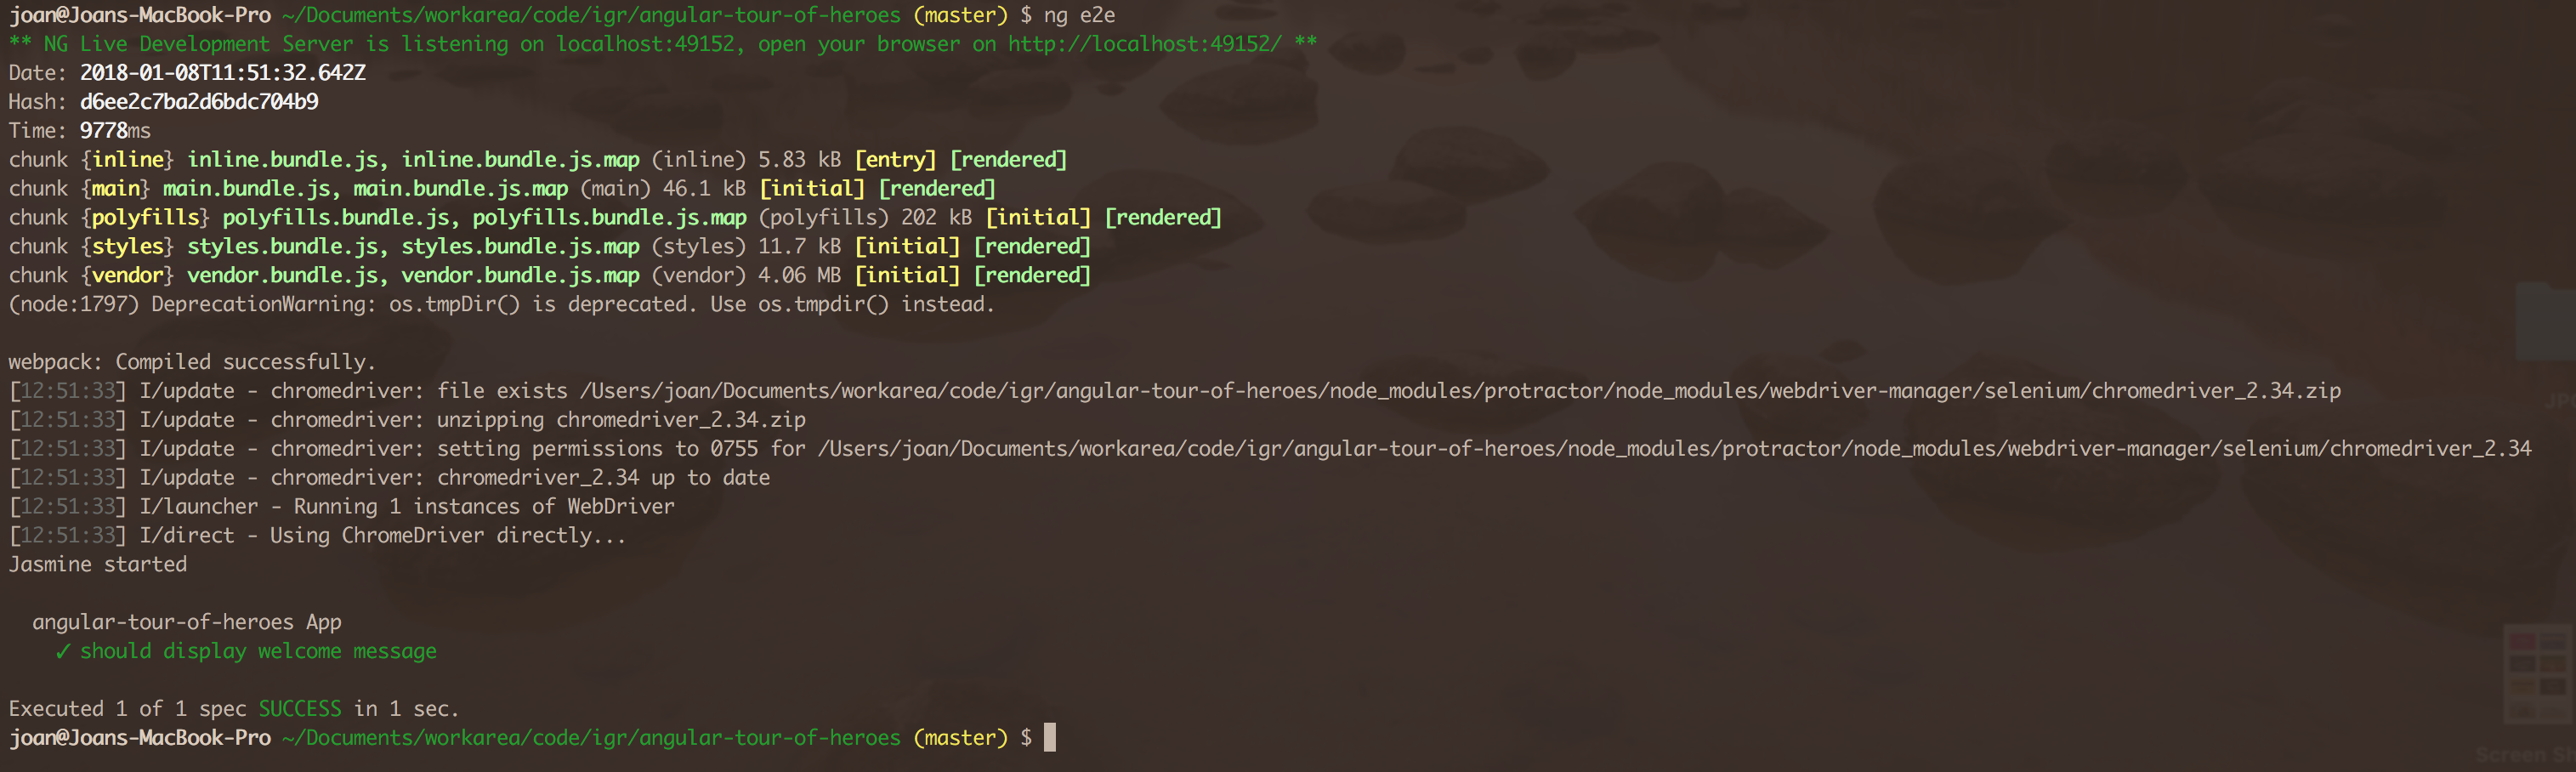 joan@Joans-MacBook-Pro ~/Documents/workarea/code/igr/angular-tour-of-heroes (master) $ ng e2e
** NG Live Development Server is listening on localhost:49152, open your browser on http://localhost:49152/ **
Date: 2018-01-08T11:51:32.642Z
Hash: d6ee2c7ba2d6bdc704b9
Time: 9778ms
chunk {inline} inline.bundle.js, inline.bundle.js.map (inline) 5.83 kB [entry] [rendered]
chunk {main} main.bundle.js, main.bundle.js.map (main) 46.1 kB [initial] [rendered]
chunk {polyfills} polyfills.bundle.js, polyfills.bundle.js.map (polyfills) 202 kB [initial] [rendered]
chunk {styles} styles.bundle.js, styles.bundle.js.map (styles) 11.7 kB [initial] [rendered]
chunk {vendor} vendor.bundle.js, vendor.bundle.js.map (vendor) 4.06 MB [initial] [rendered]
(node:1797) DeprecationWarning: os.tmpDir() is deprecated. Use os.tmpdir() instead.
webpack: Compiled successfully.
[12:51:33] I/update - chromedriver: file exists /Users/joan/Documents/workarea/code/igr/angular-tour-of-heroes/node_modules/protractor/node_modules/webdriver-manager/selenium/chromedriver_2.34.zip
[12:51:33] I/update - chromedriver: unzipping chromedriver_2.34.zip
[12:51:33] I/update - chromedriver: setting permissions to 0755 for /Users/joan/Documents/workarea/code/igr/angular-tour-of-heroes/node_modules/protractor/node_modules/webdriver-manager/selenium/chromedriver_2.34
[12:51:33] I/update - chromedriver: chromedriver_2.34 up to date
[12:51:33] I/launcher - Running 1 instances of WebDriver
[12:51:33] I/direct - Using ChromeDriver directly...
Jasmine started
angular-tour-of-heroes App
✓ should display welcome message
Executed 1 of 1 spec SUCCESS in 1 sec.
joan@Joans-MacBook-Pro ~/Documents/workarea/code/igr/angular-tour-of-heroes (master) $
Screen Sh